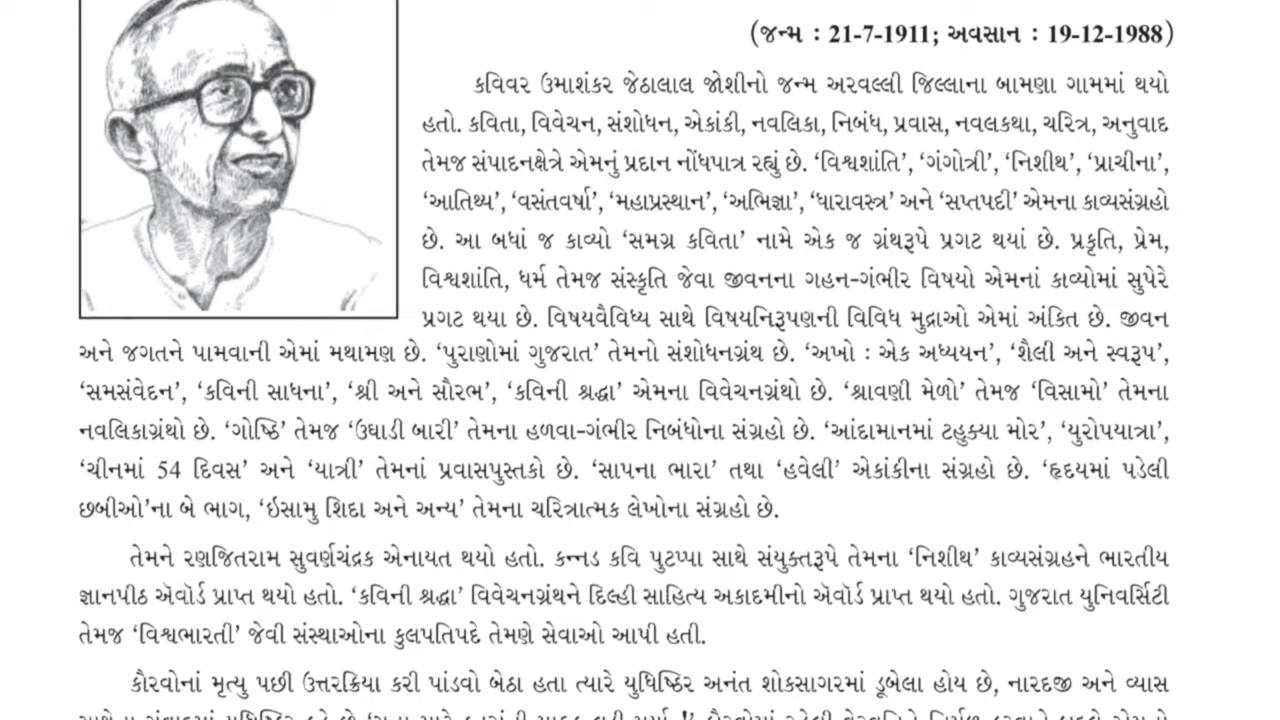 (જન્મ : 21-7-1911; અવસાન : 19-12-1988)
કવિવર ઉમાશંકર જેઠાલાલ જોશીનો જન્મ અરવલ્લી જિલ્લાના બામણા ગામમાં થયો
હતો. કવિતા, વિવેચન, સંશોધન, એકાંકી, નવલિકા, નિબંધ, પ્રવાસ, નવલકથા, ચરિત્ર, અનુવાદ
તેમજ સંપાદનક્ષેત્રે એમનું પ્રદાન નોંધપાત્ર રહ્યું છે. ‘વિશ્વશાંતિ’, ‘ગંગોત્રી’, ‘નિશીથ’, ‘પ્રાચીના’,
‘આતિથ્ય’, ‘વસંતવર્ષા’, ‘મહાપ્રસ્થાન’, ‘અભિજ્ઞા’, ‘ધારાવસ્ત્ર’ અને ‘સપ્તપદી’ એમના કાવ્યસંગ્રહો
છે. આ બધાં જ કાવ્યો ‘સમગ્ર કવિતા’ નામે એક જ ગ્રંથરૂપે પ્રગટ થયાં છે. પ્રકૃતિ, પ્રેમ,
વિશ્વશાંતિ, ધર્મ તેમજ સંસ્કૃતિ જેવા જીવનના ગહન-ગંભીર વિષયો એમનાં કાવ્યોમાં સુપેરે
પ્રગટ થયા છે. વિષયવૈવિધ્ય સાથે વિષયનિરૂપણની વિવિધ મુદ્રાઓ એમાં અંકિત છે. જીવન
અને જગતને પામવાની એમાં મથામણ છે. ‘પુરાણોમાં ગુજરાત’ તેમનો સંશોધનગ્રંથ છે. ‘અખો : એક અધ્યયન’, ‘શૈલી અને સ્વરૂપ’,
‘સમસંવેદન’, ‘કવિની સાધના’, ‘શ્રી અને સૌરભ’, ‘કવિની શ્રદ્ધા’ એમના વિવેચનગ્રંથો છે. ‘શ્રાવણી મેળો’ તેમજ ‘વિસામો’ તેમના
નવલિકાગ્રંથો છે. ‘ગોષ્ઠિ’ તેમજ ‘ઉઘાડી બારી’ તેમના હળવા-ગંભીર નિબંધોના સંગ્રહો છે. ‘આંદામાનમાં ટહુક્યા મોર’, ‘યુરોપયાત્રા’,
‘ચીનમાં 54 દિવસ’ અને ‘યાત્રી’ તેમનાં પ્રવાસપુસ્તકો છે. ‘સાપના ભારા’ તથા ‘હવેલી’ એકાંકીના સંગ્રહો છે. ‘હૃદયમાં પડેલી
છબીઓ’ના બે ભાગ, ‘ઇસામુ શિદા અને અન્ય’ તેમના ચરિત્રાત્મક લેખોના સંગ્રહો છે.
તેમને રણજિતરામ સુવર્ણચંદ્રક એનાયત થયો હતો. કન્નડ કવિ પુટપ્પા સાથે સંયુક્તરૂપે તેમના ‘નિશીથ’ કાવ્યસંગ્રહને ભારતીય
જ્ઞાનપીઠ ઍવૉર્ડ પ્રાપ્ત થયો હતો. ‘કવિની શ્રદ્ધા’ વિવેચનગ્રંથને દિલ્હી સાહિત્ય અકાદમીનો ઍવૉર્ડ પ્રાપ્ત થયો હતો. ગુજરાત યુનિવર્સિટી
તેમજ ‘વિશ્વભારતી’ જેવી સંસ્થાઓના કુલપતિપદે તેમણે સેવાઓ આપી હતી.
કૌરવોનાં મૃત્યુ પછી ઉત્તરક્રિયા કરી પાંડવો બેઠા હતા ત્યારે યુધિષ્ઠિર અનંત શોકસાગરમાં ડૂબેલા હોય છે, નારદજી અને વ્યાસ